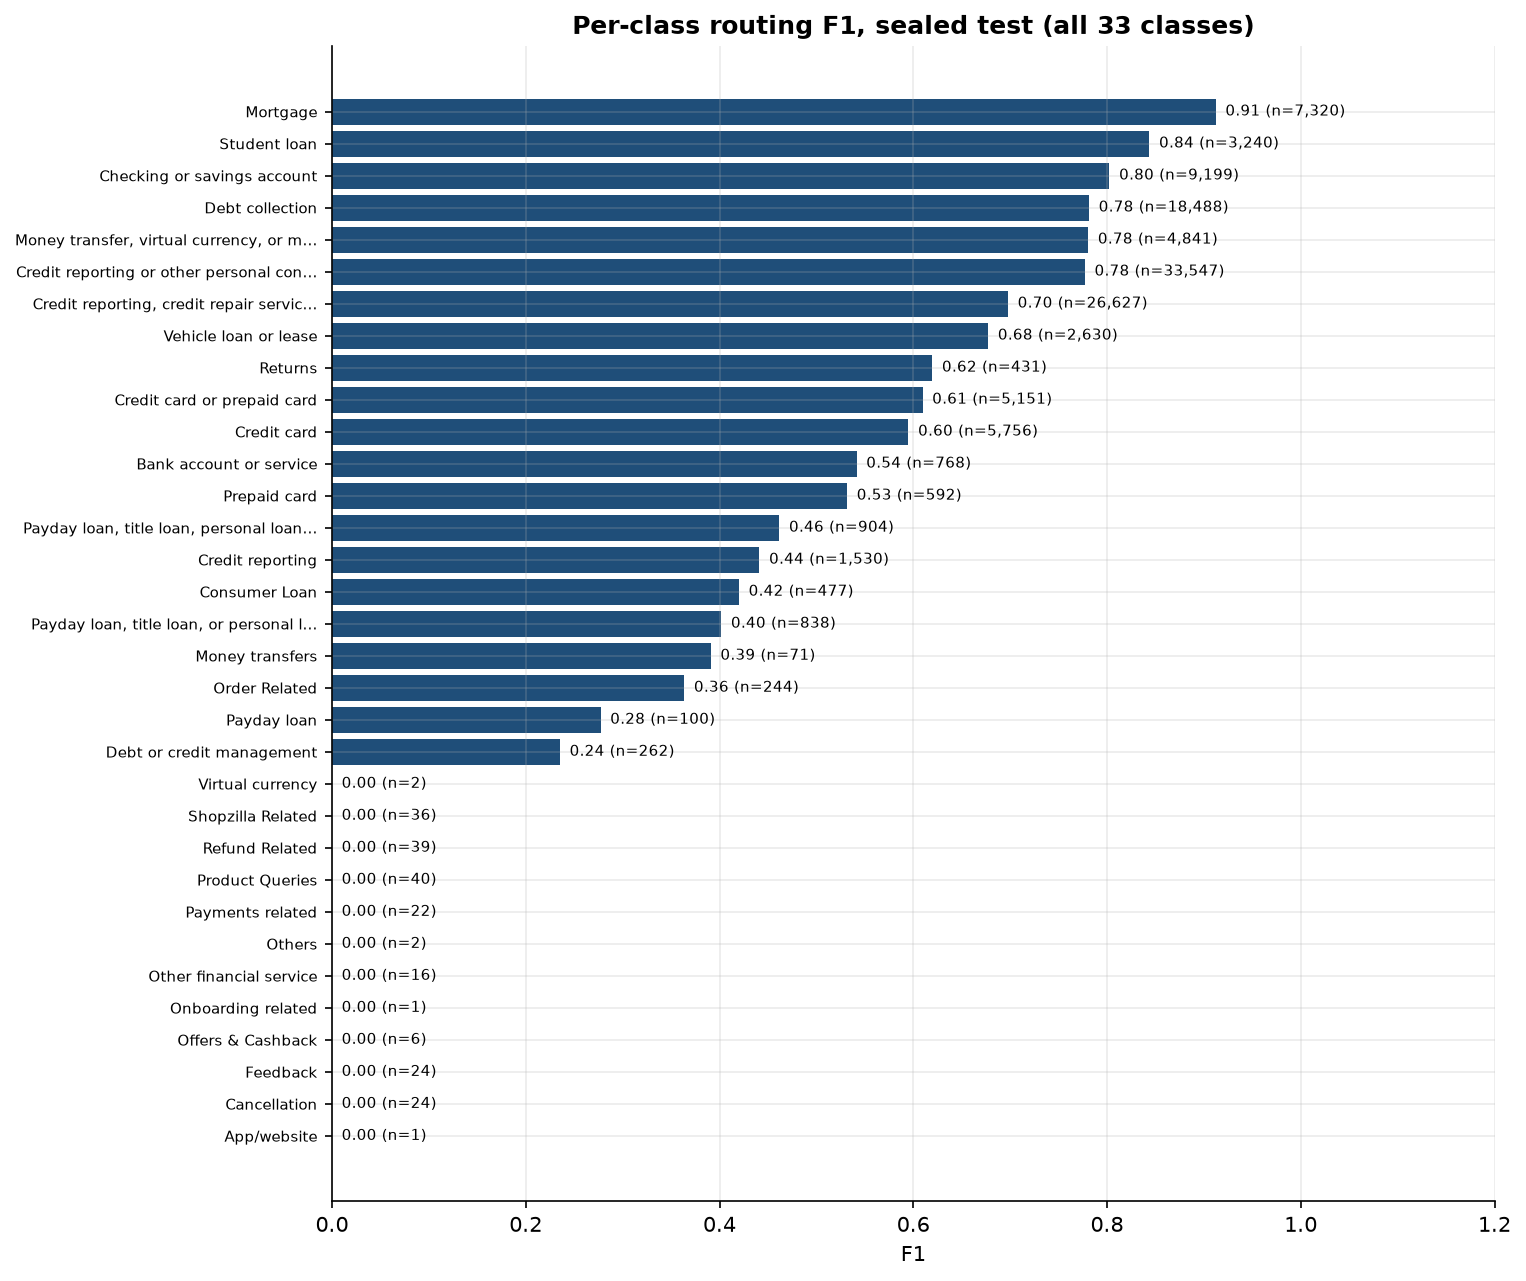 Per-class routing F1, sealed test (all 33 classes)
Mortgage 0.91 (n=7,320)
Student loan 0.84 (n=3,240)
Checking or savings account 0.80 (n=9,199)
Debt collection 0.78 (n=18,488)
Money transfer, virtual currency, or m... 0.78 (n=4,841)
Credit reporting or other personal con... 0.78 (n=33,547)
Credit reporting, credit repair servic... 0.70 (n=26,627)
Vehicle loan or lease 0.68 (n=2,630)
Returns 0.62 (n=431)
Credit card or prepaid card 0.61 (n=5,151)
Credit card 0.60 (n=5,756)
Bank account or service 0.54 (n=768)
Prepaid card 0.53 (n=592)
Payday loan, title loan, personal loan... 0.46 (n=904)
Credit reporting 0.44 (n=1,530)
Consumer Loan 0.42 (n=477)
Payday loan, title loan, or personal l... 0.40 (n=838)
Money transfers 0.39 (n=71)
Order Related 0.36 (n=244)
Payday loan 0.28 (n=100)
Debt or credit management 0.24 (n=262)
Virtual currency 0.00 (n=2)
Shopzilla Related 0.00 (n=36)
Refund Related 0.00 (n=39)
Product Queries 0.00 (n=40)
Payments related 0.00 (n=22)
Others 0.00 (n=2)
Other financial service 0.00 (n=16)
Onboarding related 0.00 (n=1)
Offers & Cashback 0.00 (n=6)
Feedback 0.00 (n=24)
Cancellation 0.00 (n=24)
App/website 0.00 (n=1)
0.0 0.2 0.4 0.6 0.8 1.0 1.2
F1